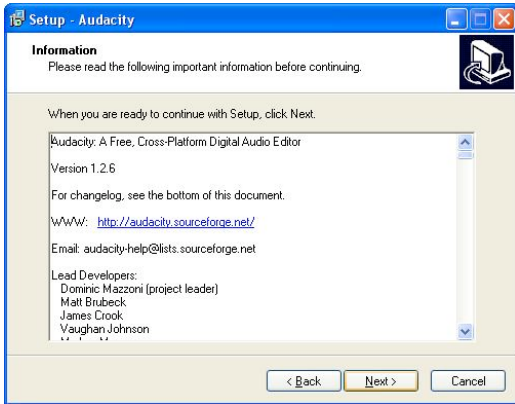 Setup - Audacity
Information
Please read the following important information before continuing.
When you are ready to continue with Setup, click Next.
Audacity: A Free, Cross-Platform Digital Audio Editor
Version 1.2.6
For changelog, see the bottom of this document.
WWW: http://audacity.sourceforge.net/
Email: audacity-help@lists.sourceforge.net
Lead Developers:
Dominic Mazzoni (project leader)
Matt Brubeck
James Crook
Vaughan Johnson
< Back Next > Cancel